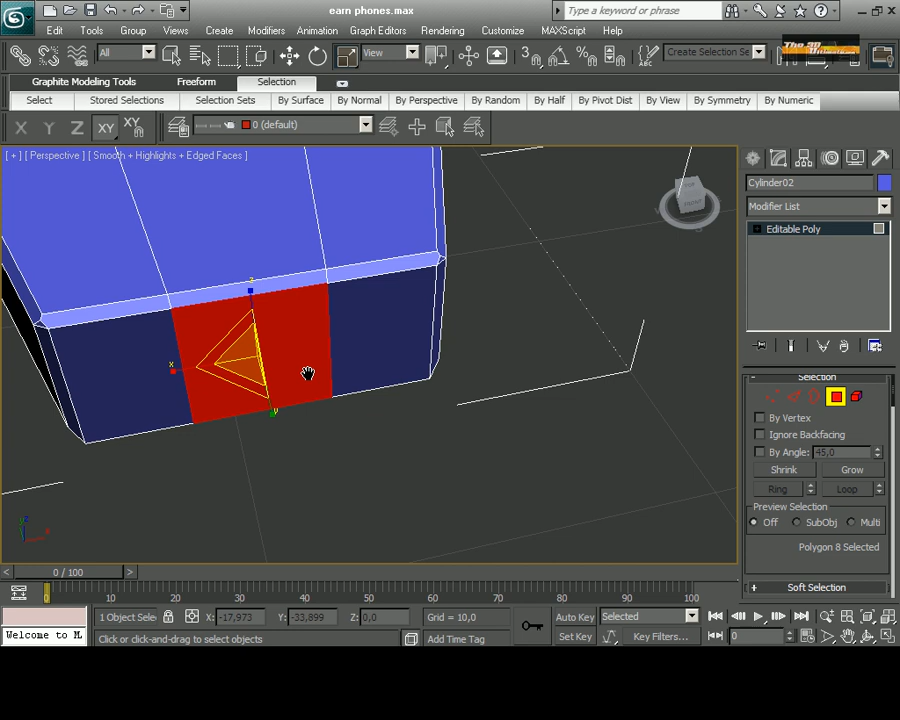 earn phones.max
Type a keyword or phrase
Edit Tools Group Views Create Modifiers Animation Graph Editors Rendering Customize MAXScript Help
All View Create Selection Se
Graphite Modeling Tools Freeform Selection
Select Stored Selections Selection Sets By Surface By Normal By Perspective By Random By Half By Pivot Dist By View By Symmetry By Numeric
X Y Z XY XY 0 (default)
[ + ] [ Perspective ] [ Smooth + Highlights + Edged Faces ]
TOP
FRONT
Cylinder02
Modifier List
Editable Poly
z
x
y
Selection
By Vertex
Ignore Backfacing
By Angle: 45,0
Shrink Grow
Ring Loop
Preview Selection
Off SubObj Multi
Polygon 8 Selected
Soft Selection
< 0 / 100 >
0 10 20 30 40 50 60 70 80 90 100
1 Object Sele X: -17,973 Y: -33,899 Z: 0,0 Grid = 10,0 Auto Key Selected
Welcome to M Click or click-and-drag to select objects Add Time Tag Set Key Key Filters... 0